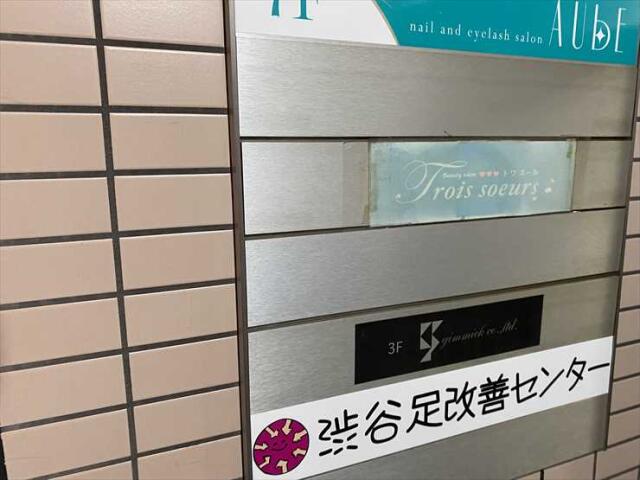 7F
nail and eyelash salon AUbE
Beauty salon トワスール
Trois soeurs
3F gimmick co.,ltd.
渋谷足改善センター